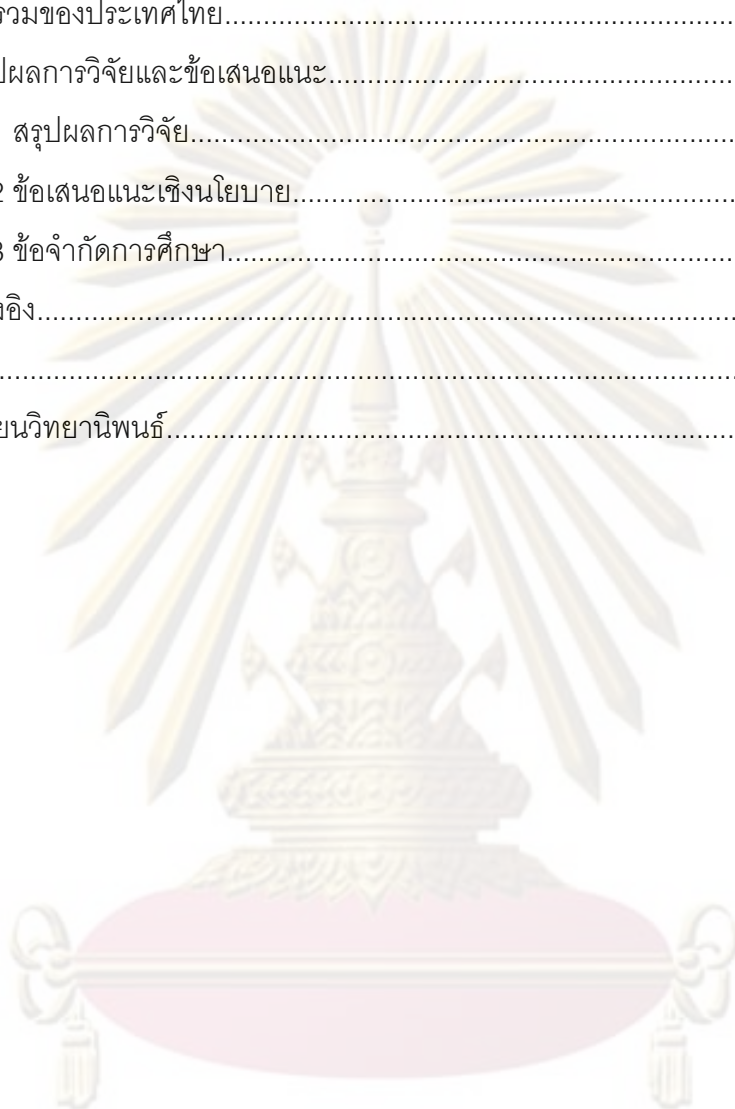 รวมของประเทศไทย..........................................................................
ปผลการวิจัยและข้อเสนอแนะ..........................................................
สรุปผลการวิจัย..........................................................................
2 ข้อเสนอแนะเชิงนโยบาย..........................................................
3 ข้อจำกัดการศึกษา..........................................................
งอิง..........................................................................
..........................................................................
ยนวิทยานิพนธ์..........................................................................